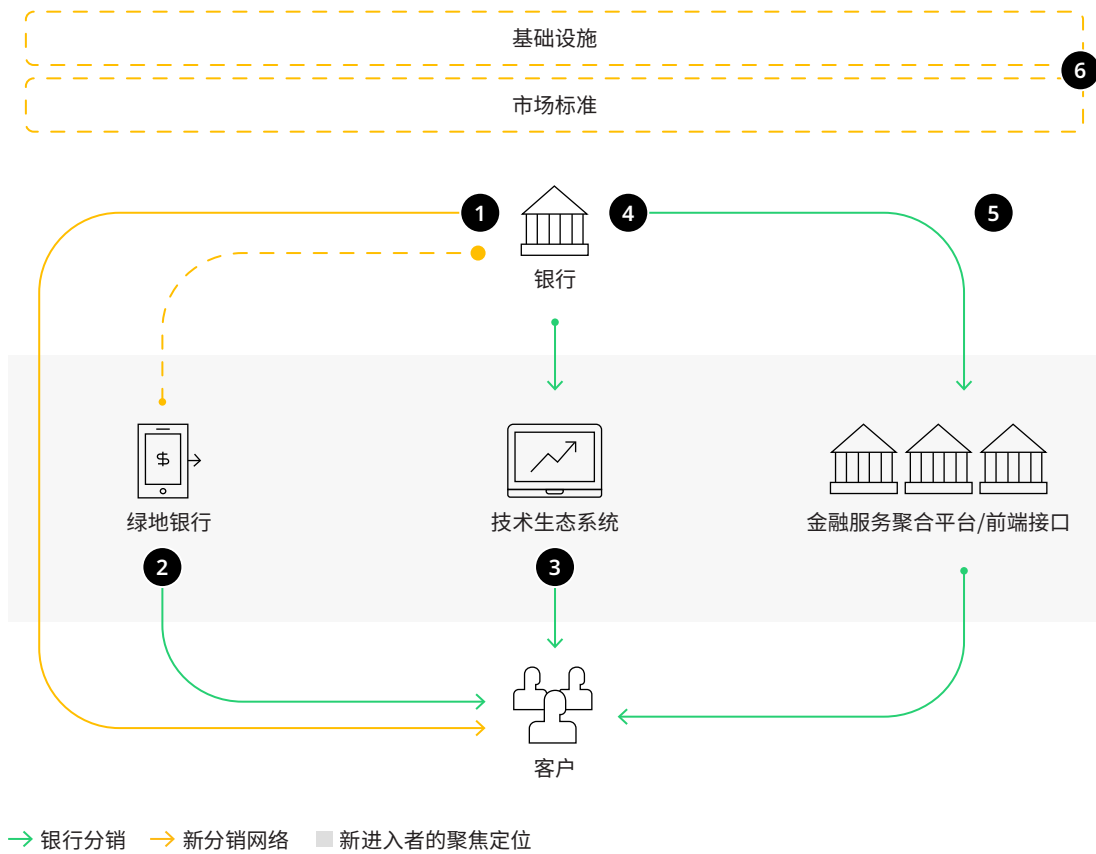 基础设施
市场标准
6
1
4
5
银行
$
绿地银行
技术生态系统
金融服务聚合平台/前端接口
2
3
客户
银行分销
新分销网络
新进入者的聚焦定位